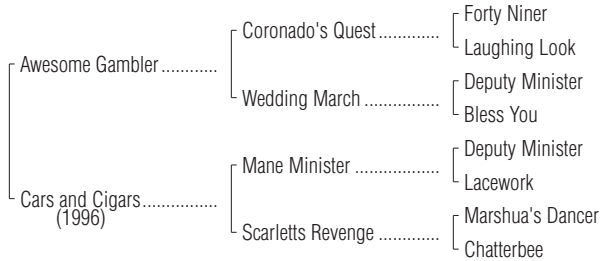 Awesome Gambler............
Cars and Cigars................
(1996)
Coronado's Quest.............
Wedding March ................
Mane Minister ..................
Scarletts Revenge .............
Forty Niner
Laughing Look
Deputy Minister
Bless You
Deputy Minister
Lacework
Marshua's Dancer
Chatterbee